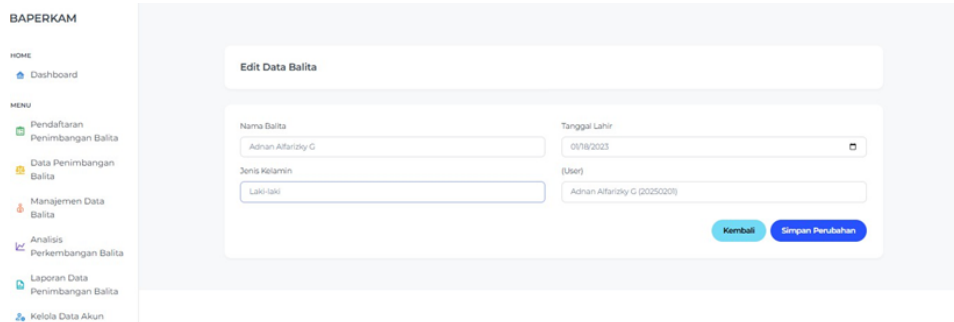 BAPERKAM
HOME
Dashboard
MENU
Pendaftaran
Penimbangan Balita
Data Penimbangan
Balita
Manajemen Data
Balita
Analisis
Perkembangan Balita
Laporan Data
Penimbangan Balita
Kelola Data Akun
Edit Data Balita
Nama Balita
Adnan Alfarizky G
Tanggal Lahir
01/18/2023
Jenis Kelamin
Laki-laki
(User)
Adnan Alfarizky G (20250201)
Kembali
Simpan Perubahan